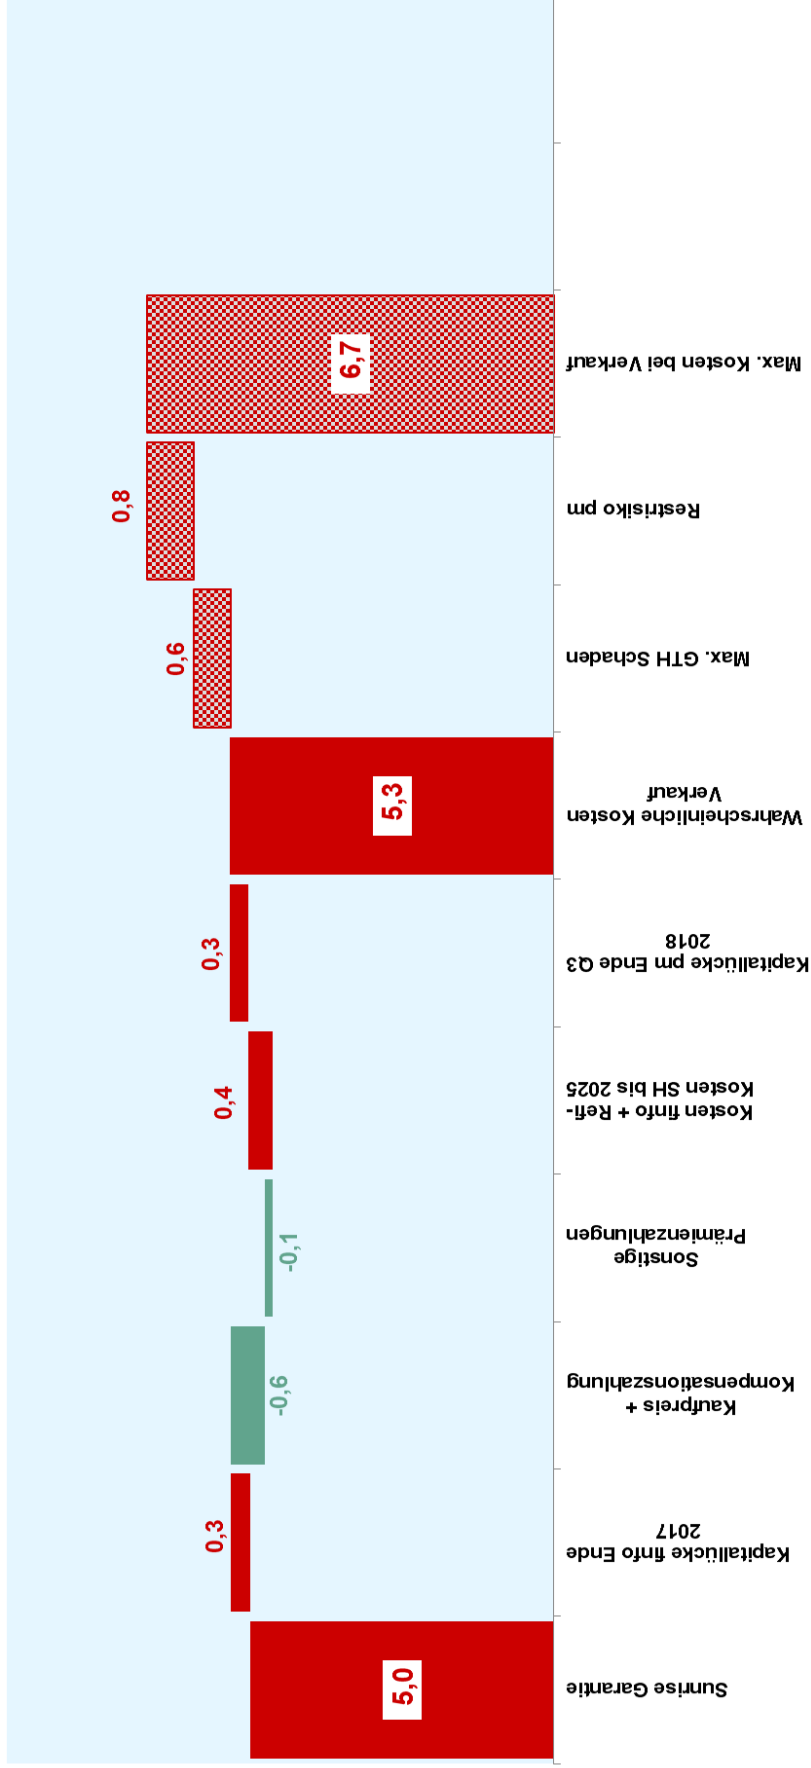 5,0
0,3
-0,6
-0,1
0,4
0,3
5,3
0,6
0,8
6,7
Sunrise Garantie
Kapitallücke finfo Ende
2017
Kaufpreis +
Kompensationszahlung
Sonstige
Prämienzahlungen
Kosten finfo + Refi-
Kosten SH bis 2025
Kapitallücke pm Ende Q3
2018
Wahrscheinliche Kosten
Verkauf
Max. GTH Schaden
Restrisiko pm
Max. Kosten bei Verkauf